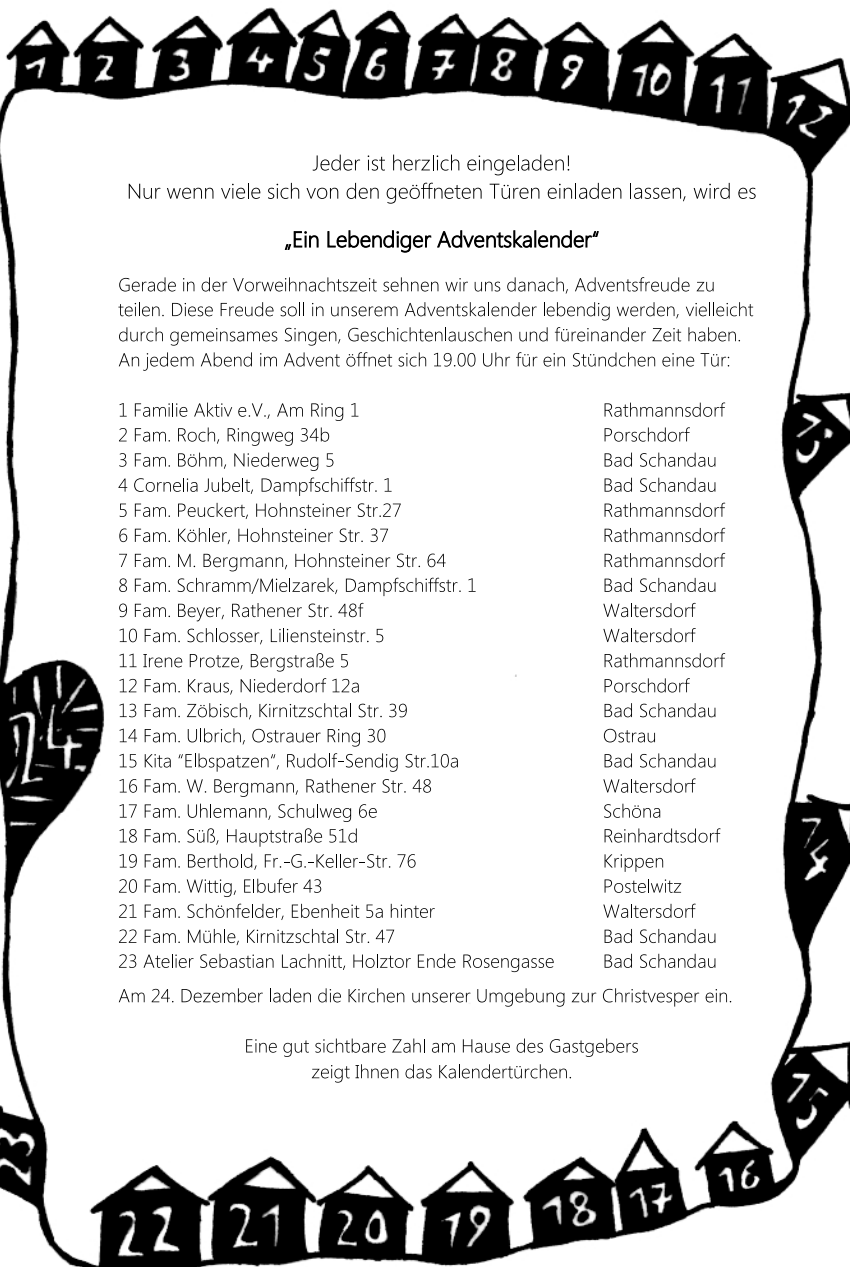 1 2 3 4 5 6 7 8 9 10 11 12
Jeder ist herzlich eingeladen!
Nur wenn viele sich von den geöffneten Türen einladen lassen, wird es
„Ein Lebendiger Adventskalender“
Gerade in der Vorweihnachtszeit sehnen wir uns danach, Adventsfreude zu
teilen. Diese Freude soll in unserem Adventskalender lebendig werden, vielleicht
durch gemeinsames Singen, Geschichtenlauschen und füreinander Zeit haben.
An jedem Abend im Advent öffnet sich 19.00 Uhr für ein Stündchen eine Tür:
1 Familie Aktiv e.V., Am Ring 1 Rathmannsdorf
2 Fam. Roch, Ringweg 34b Porschdorf
3 Fam. Böhm, Niederweg 5 Bad Schandau
4 Cornelia Jubelt, Dampfschiffstr. 1 Bad Schandau
5 Fam. Peuckert, Hohnsteiner Str.27 Rathmannsdorf
6 Fam. Köhler, Hohnsteiner Str. 37 Rathmannsdorf
7 Fam. M. Bergmann, Hohnsteiner Str. 64 Rathmannsdorf
8 Fam. Schramm/Mielzarek, Dampfschiffstr. 1 Bad Schandau
9 Fam. Beyer, Rathener Str. 48f Waltersdorf
10 Fam. Schlosser, Liliensteinstr. 5 Waltersdorf
11 Irene Protze, Bergstraße 5 Rathmannsdorf
12 Fam. Kraus, Niederdorf 12a Porschdorf
13 Fam. Zöbisch, Kirnitzschtal Str. 39 Bad Schandau
14 Fam. Ulbrich, Ostrauer Ring 30 Ostrau
15 Kita "Elbspatzen", Rudolf-Sendig Str.10a Bad Schandau
16 Fam. W. Bergmann, Rathener Str. 48 Waltersdorf
17 Fam. Uhlemann, Schulweg 6e Schöna
18 Fam. Süß, Hauptstraße 51d Reinhardtsdorf
19 Fam. Berthold, Fr.-G.-Keller-Str. 76 Krippen
20 Fam. Wittig, Elbufer 43 Postelwitz
21 Fam. Schönfelder, Ebenheit 5a hinter Waltersdorf
22 Fam. Mühle, Kirnitzschtal Str. 47 Bad Schandau
23 Atelier Sebastian Lachnitt, Holztor Ende Rosengasse Bad Schandau
Am 24. Dezember laden die Kirchen unserer Umgebung zur Christvesper ein.
Eine gut sichtbare Zahl am Hause des Gastgebers
zeigt Ihnen das Kalendertürchen.
13
24
14
15
23
22 21 20 19 18 17 16